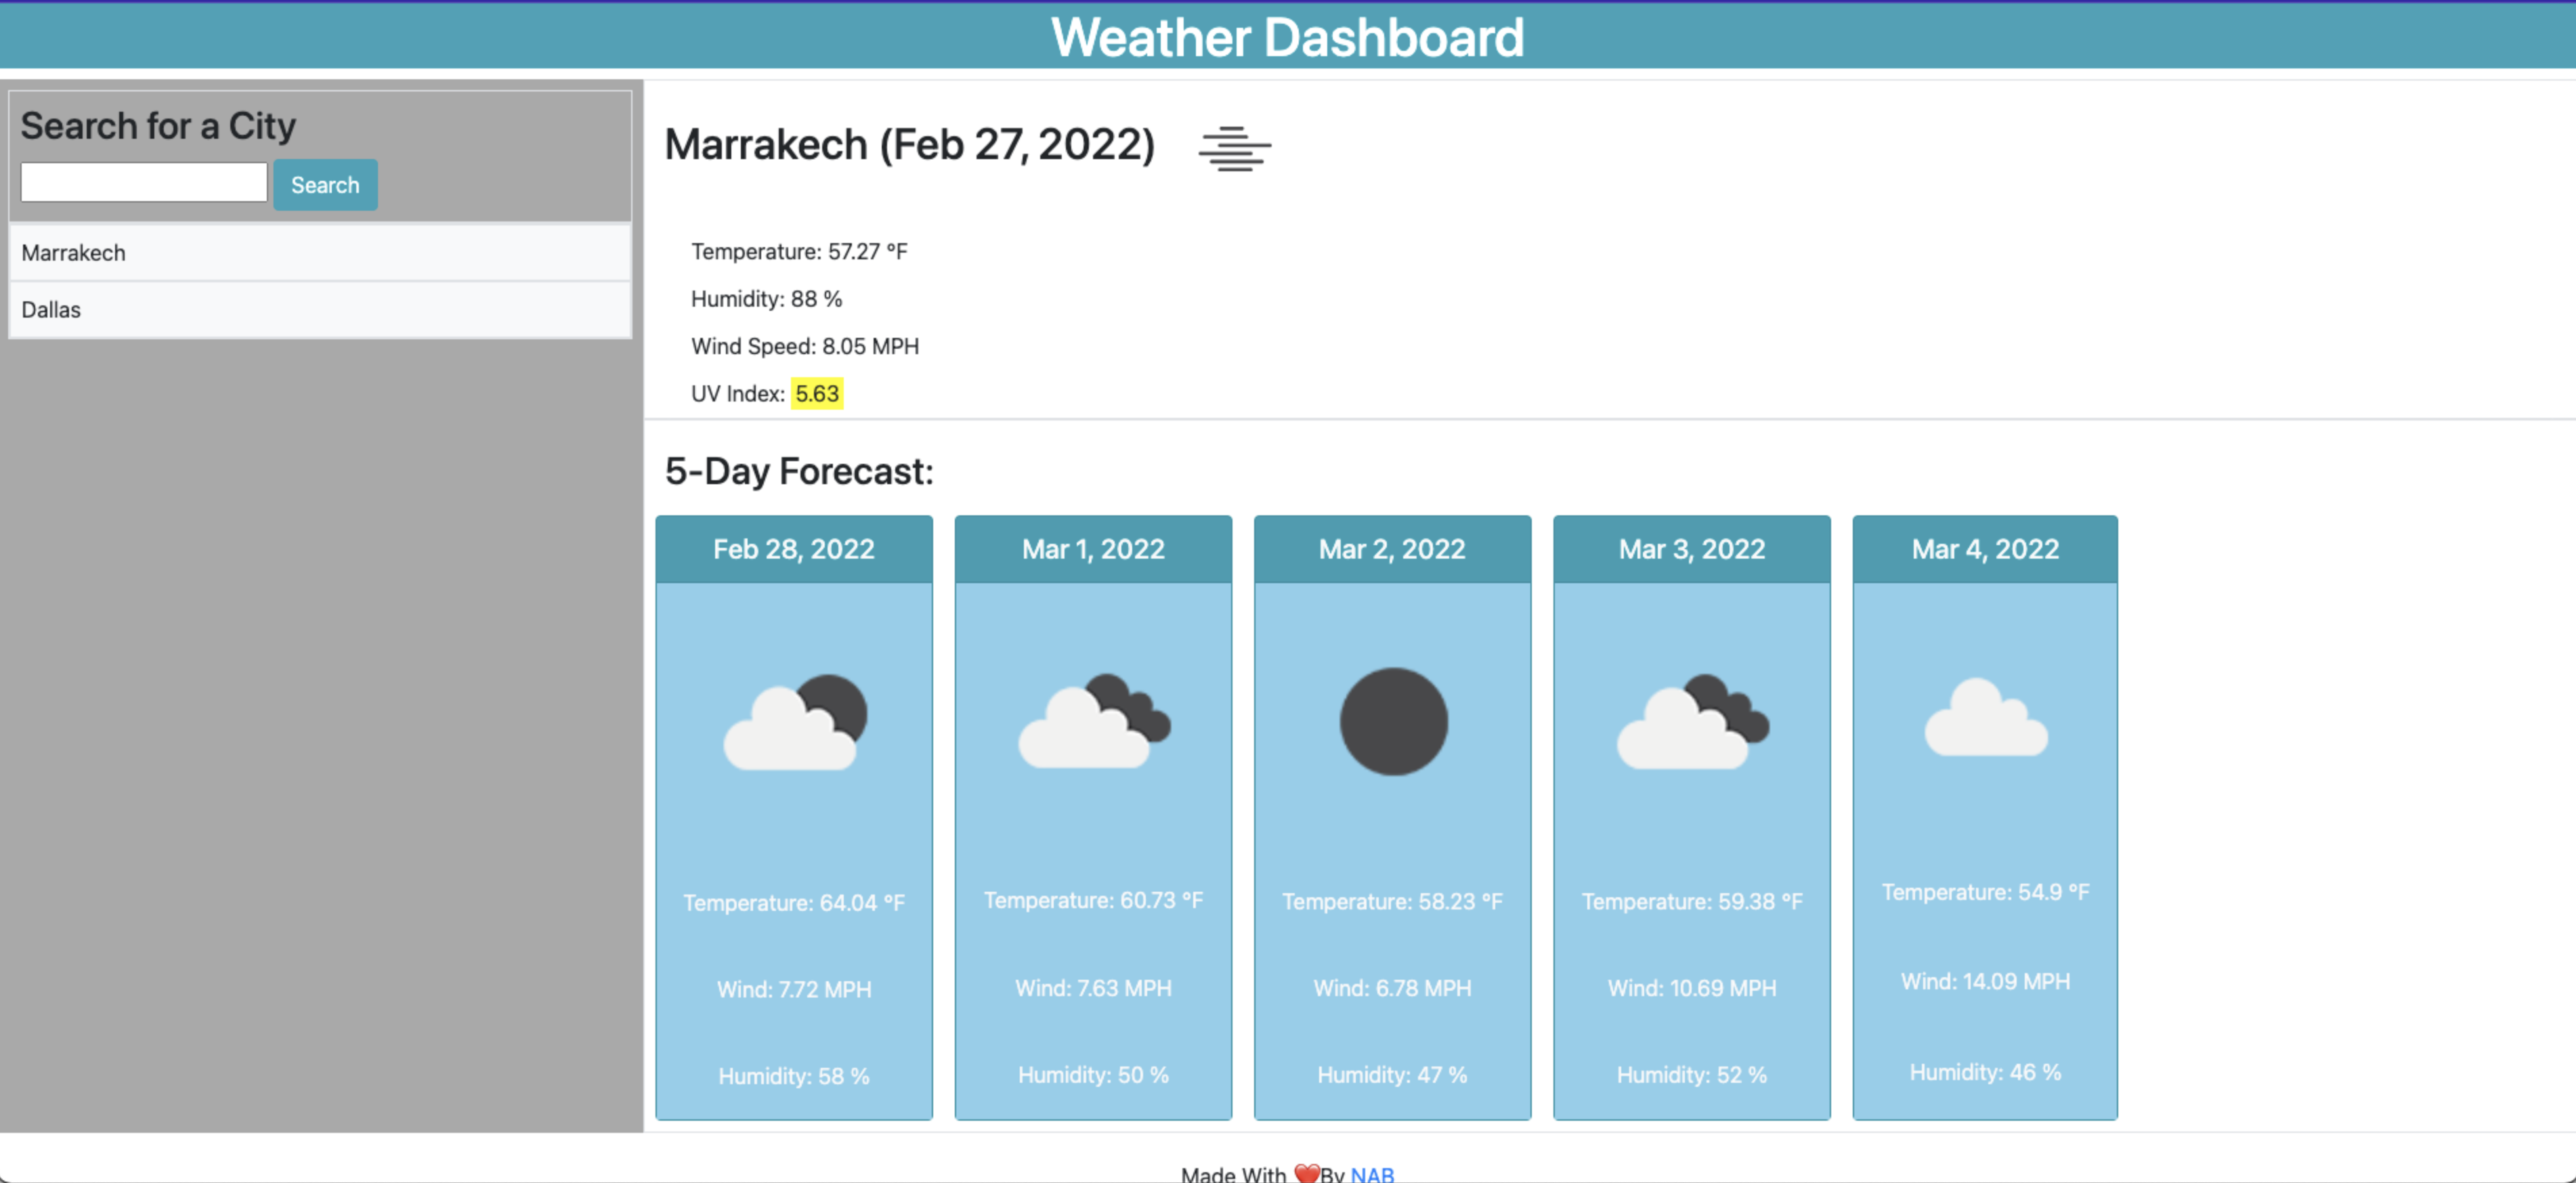 Weather Dashboard
Search for a City
Search
Marrakech
Dallas
Marrakech (Feb 27, 2022)
Temperature: 57.27 °F
Humidity: 88 %
Wind Speed: 8.05 MPH
UV Index: 5.63
5-Day Forecast:
Feb 28, 2022
Temperature: 64.04 °F
Wind: 7.72 MPH
Humidity: 58 %
Mar 1, 2022
Temperature: 60.73 °F
Wind: 7.63 MPH
Humidity: 50 %
Mar 2, 2022
Temperature: 58.23 °F
Wind: 6.78 MPH
Humidity: 47 %
Mar 3, 2022
Temperature: 59.38 °F
Wind: 10.69 MPH
Humidity: 52 %
Mar 4, 2022
Temperature: 54.9 °F
Wind: 14.09 MPH
Humidity: 46 %
Made With ❤️By NAB